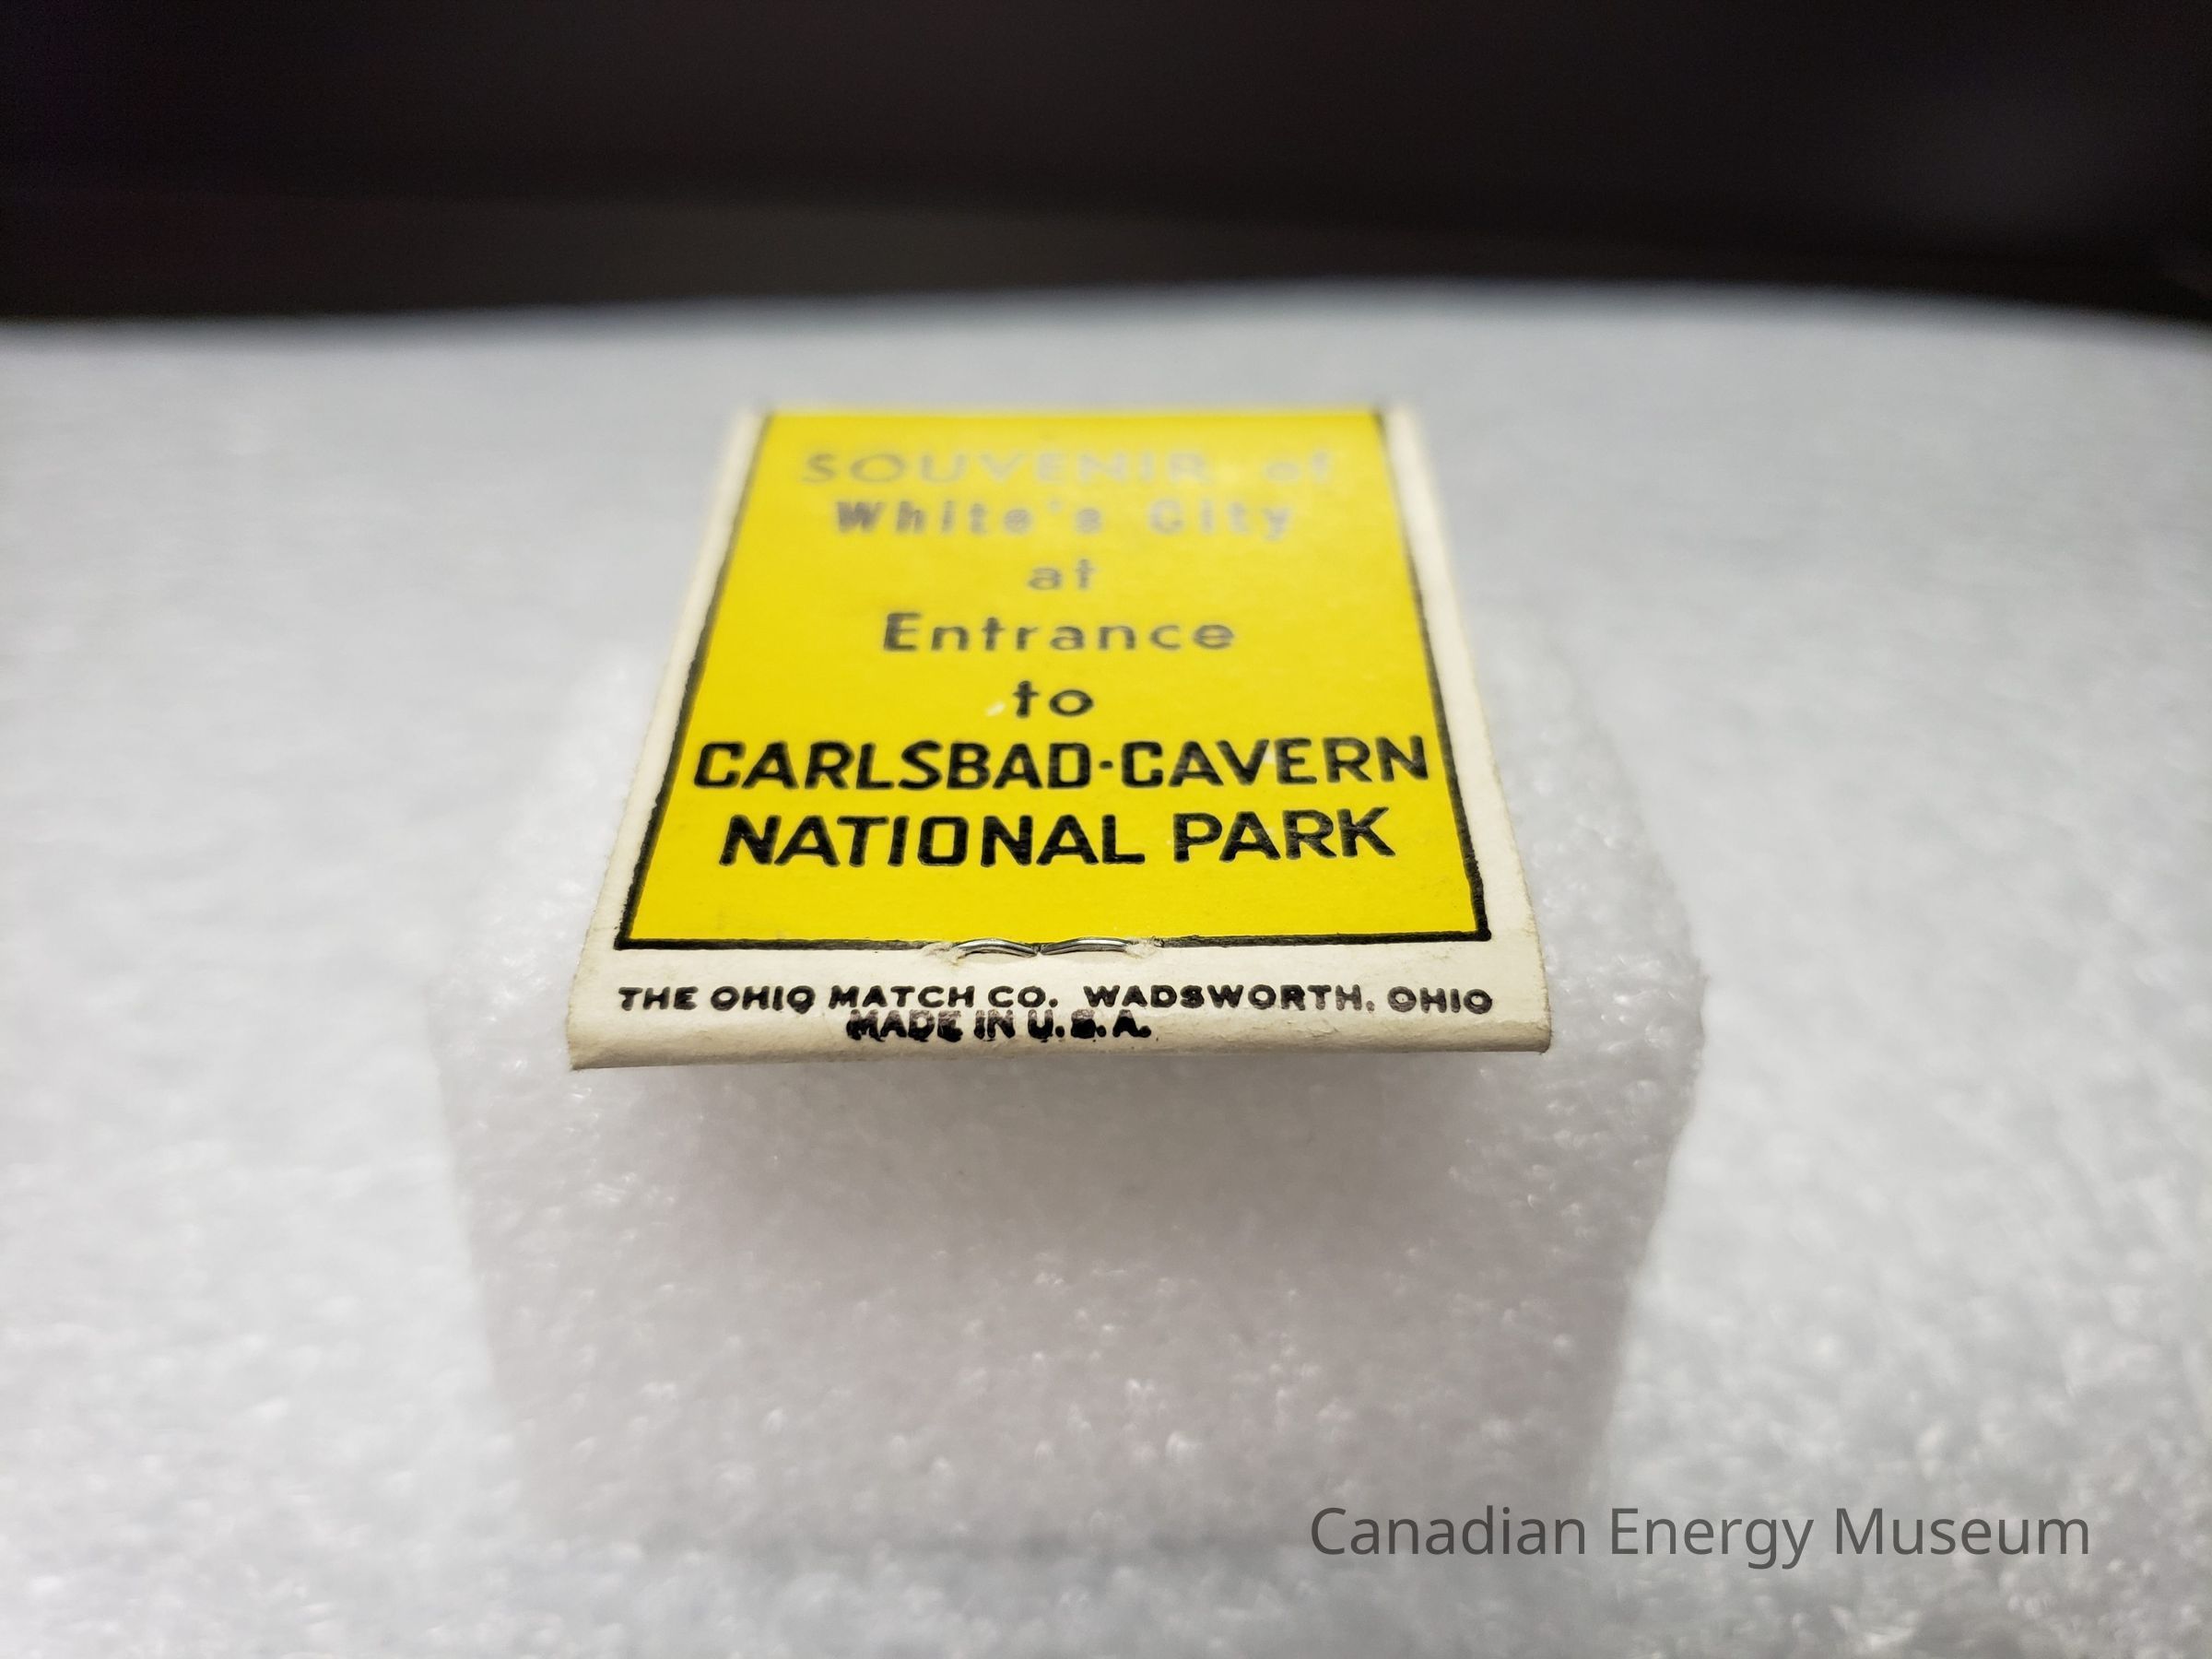 SOUVENIR of
White's City
at
Entrance
to
CARLSBAD-CAVERN
NATIONAL PARK
THE OHIO MATCH CO. WADSWORTH, OHIO
MADE IN U.S.A.
Canadian Energy Museum